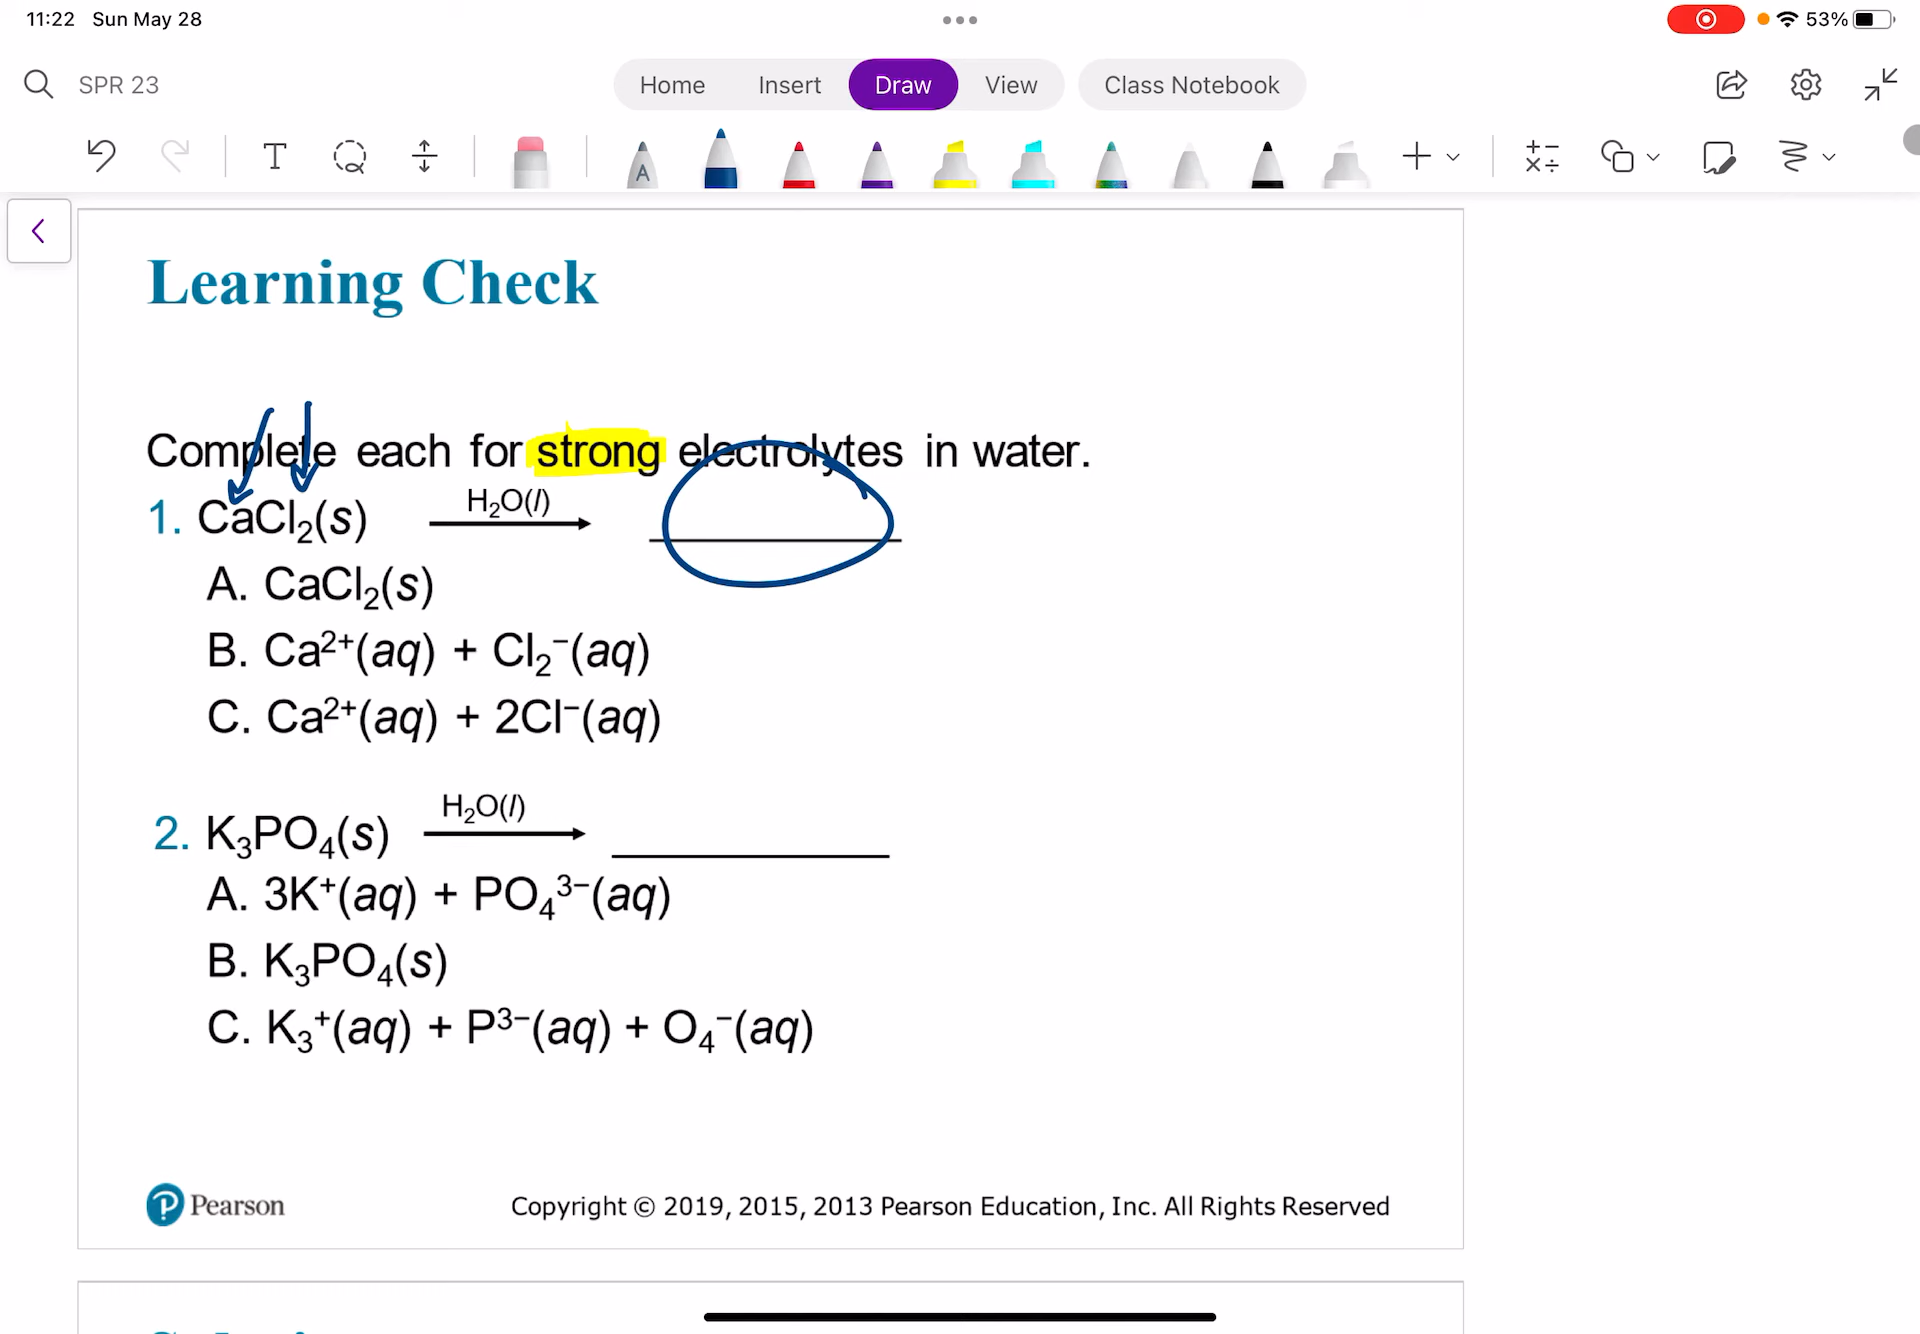 11:22 Sun May 28
53%
SPR 23
Home Insert Draw View Class Notebook
T
A
Learning Check
Complete each for strong electrolytes in water.
1. CaCl₂(s) H₂O(l)
A. CaCl₂(s)
B. Ca²⁺(aq) + Cl₂⁻(aq)
C. Ca²⁺(aq) + 2Cl⁻(aq)
2. K₃PO₄(s) H₂O(l)
A. 3K⁺(aq) + PO₄³⁻(aq)
B. K₃PO₄(s)
C. K₃⁺(aq) + P³⁻(aq) + O₄⁻(aq)
Pearson
Copyright © 2019, 2015, 2013 Pearson Education, Inc. All Rights Reserved